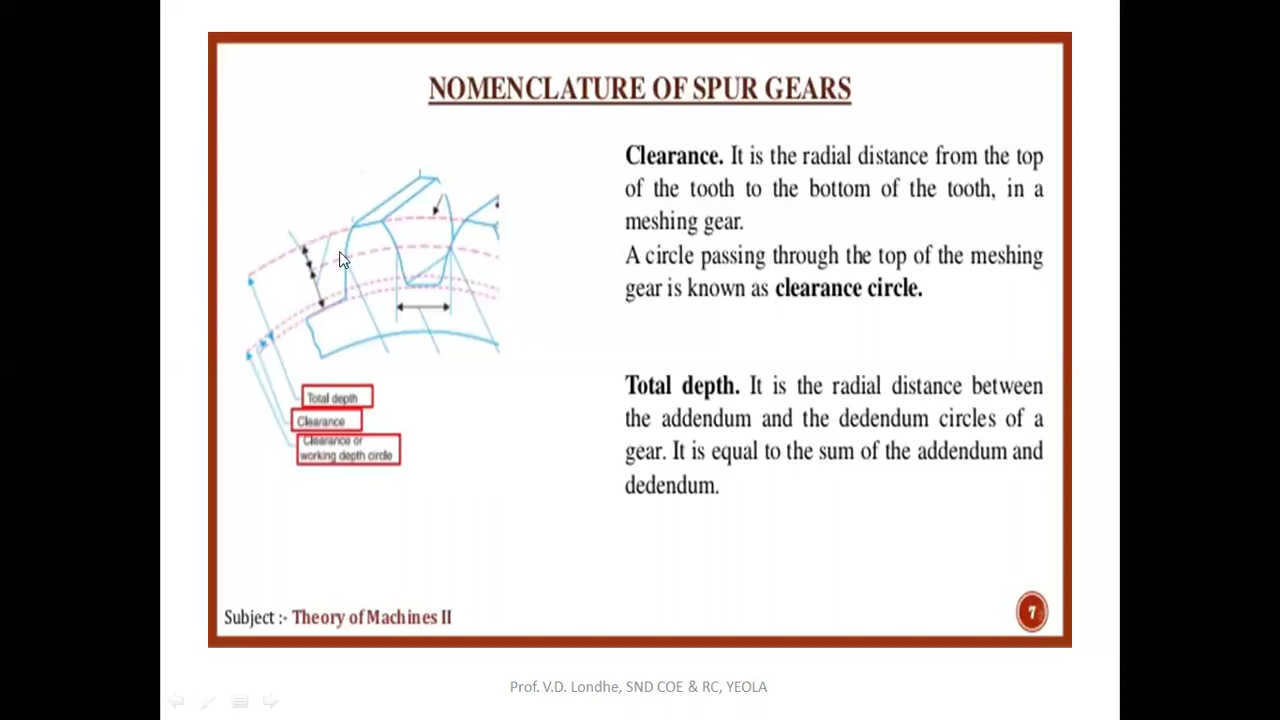 NOMENCLATURE OF SPUR GEARS
Clearance. It is the radial distance from the top
of the tooth to the bottom of the tooth, in a
meshing gear.
A circle passing through the top of the meshing
gear is known as clearance circle.
Total depth. It is the radial distance between
the addendum and the dedendum circles of a
gear. It is equal to the sum of the addendum and
dedendum.
Total depth
Clearance
Clearance or
working depth circle
Subject :- Theory of Machines II
7
Prof. V.D. Londhe, SND COE & RC, YEOLA